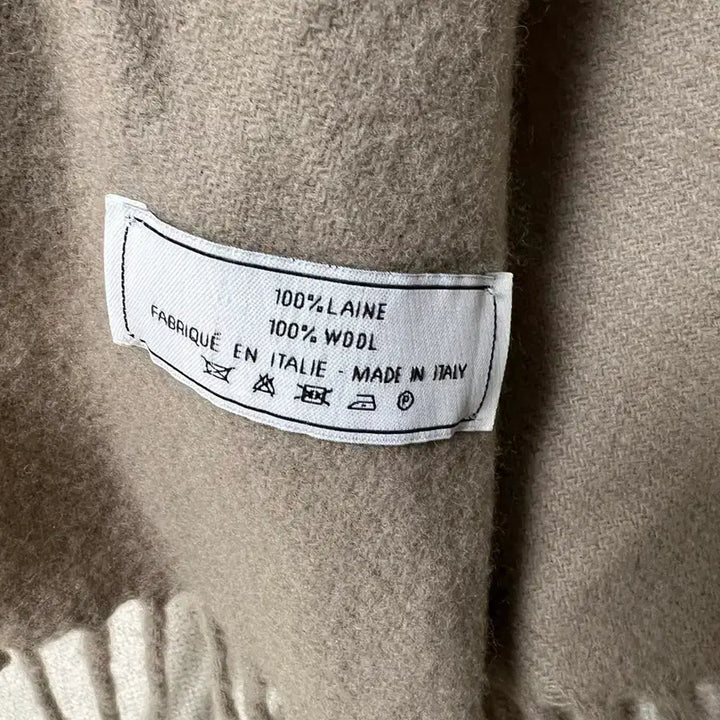 100% LAINE
100% WOOL
FABRIQUÉ EN ITALIE - MADE IN ITALY
P